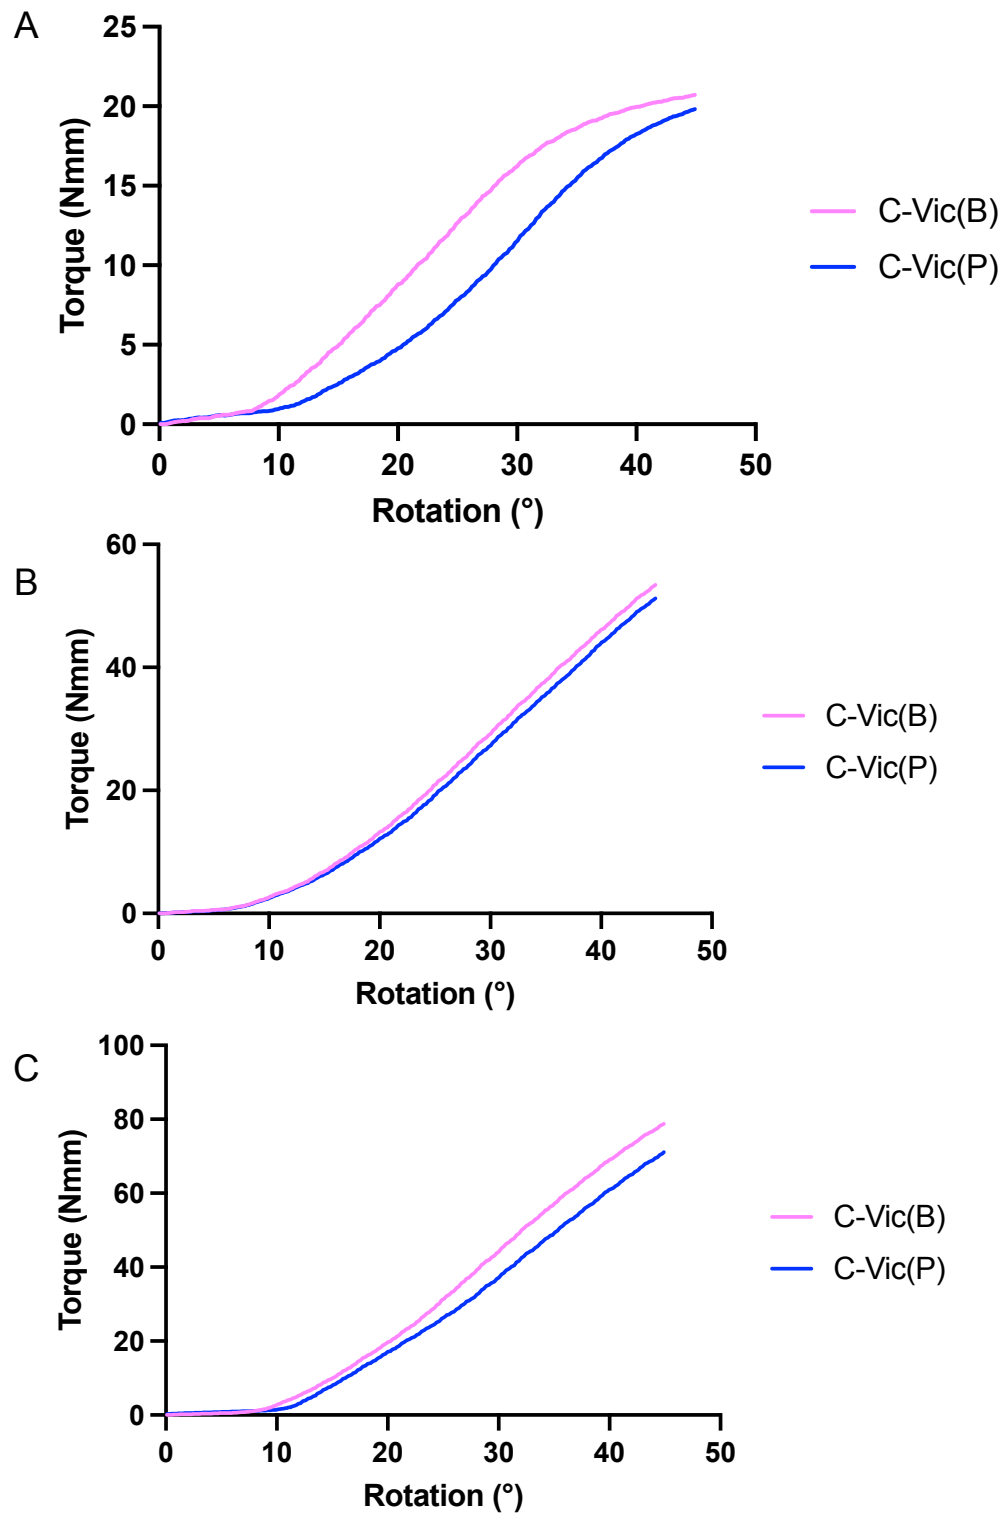 A
25
20
15
10
5
0
Torque (Nmm)
0 10 20 30 40 50
Rotation (°)
C-Vic(B)
C-Vic(P)
B
60
40
20
0
Torque (Nmm)
0 10 20 30 40 50
Rotation (°)
C-Vic(B)
C-Vic(P)
C
100
80
60
40
20
0
Torque (Nmm)
0 10 20 30 40 50
Rotation (°)
C-Vic(B)
C-Vic(P)